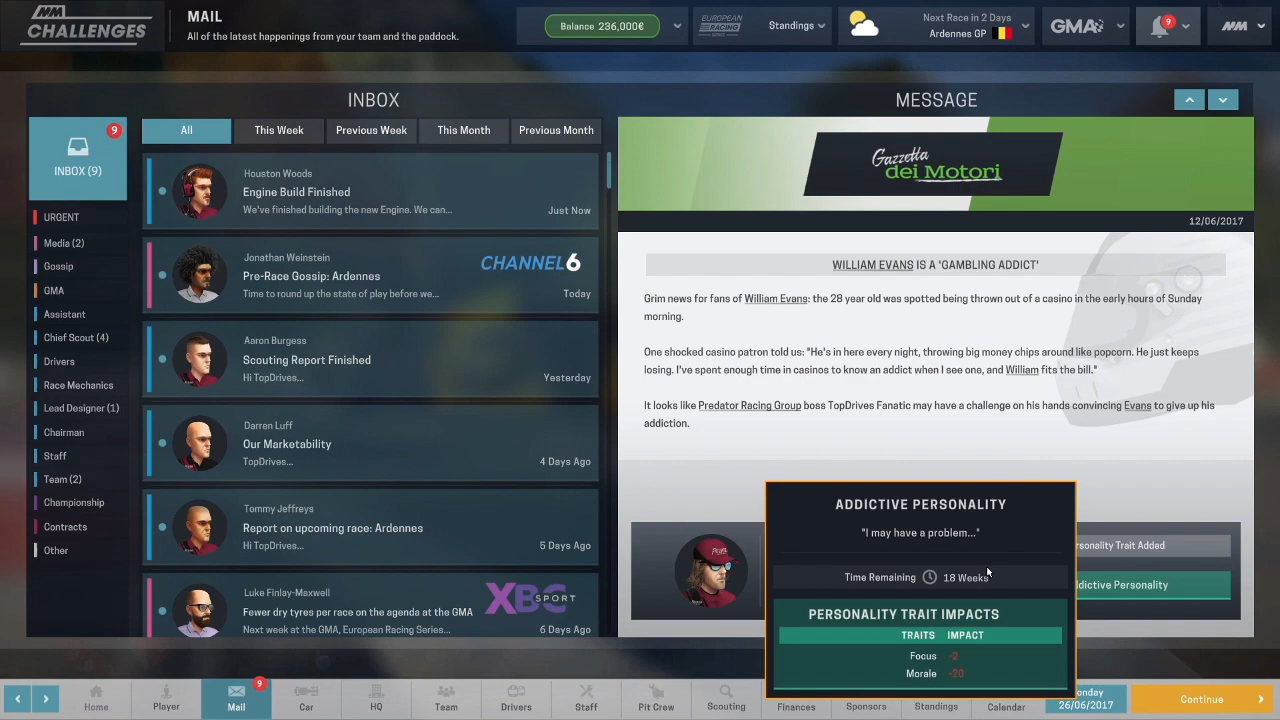 MM
CHALLENGES
MAIL
All of the latest happenings from your team and the paddock.
Balance 236,000€
EUROPEAN
RACING
SERIES
Standings
Next Race in 2 Days
Ardennes GP
GMA
9
MM
INBOX
9
INBOX (9)
All
This Week
Previous Week
This Month
Previous Month
URGENT
Media (2)
Gossip
GMA
Assistant
Chief Scout (4)
Drivers
Race Mechanics
Lead Designer (1)
Chairman
Staff
Team (2)
Championship
Contracts
Other
Houston Woods
Engine Build Finished
We've finished building the new Engine. We can...
Just Now
Jonathan Weinstein
Pre-Race Gossip: Ardennes
Time to round up the state of play before we...
CHANNEL 6
Today
Aaron Burgess
Scouting Report Finished
Hi TopDrives...
Yesterday
Darren Luff
Our Marketability
TopDrives...
4 Days Ago
Tommy Jeffreys
Report on upcoming race: Ardennes
Hi TopDrives...
5 Days Ago
Luke Finlay-Maxwell
Fewer dry tyres per race on the agenda at the GMA
Next week at the GMA, European Racing Series...
XBC SPORT
6 Days Ago
MESSAGE
Gazzetta
dei Motori
12/06/2017
WILLIAM EVANS IS A 'GAMBLING ADDICT'
Grim news for fans of William Evans: the 28 year old was spotted being thrown out of a casino in the early hours of Sunday
morning.
One shocked casino patron told us: "He's in here every night, throwing big money chips around like popcorn. He just keeps
losing. I've spent enough time in casinos to know an addict when I see one, and William fits the bill."
It looks like Predator Racing Group boss TopDrives Fanatic may have a challenge on his hands convincing Evans to give up his
addiction.
ersonality Trait Added
ddictive Personality
ADDICTIVE PERSONALITY
"I may have a problem..."
Time Remaining 18 Weeks
PERSONALITY TRAIT IMPACTS
TRAITS IMPACT
Focus -2
Morale -20
Home
Player
9
Mail
Car
HQ
Team
Drivers
Staff
Pit Crew
Scouting
Finances
Sponsors
Standings
Calendar
onday
26/06/2017
Continue